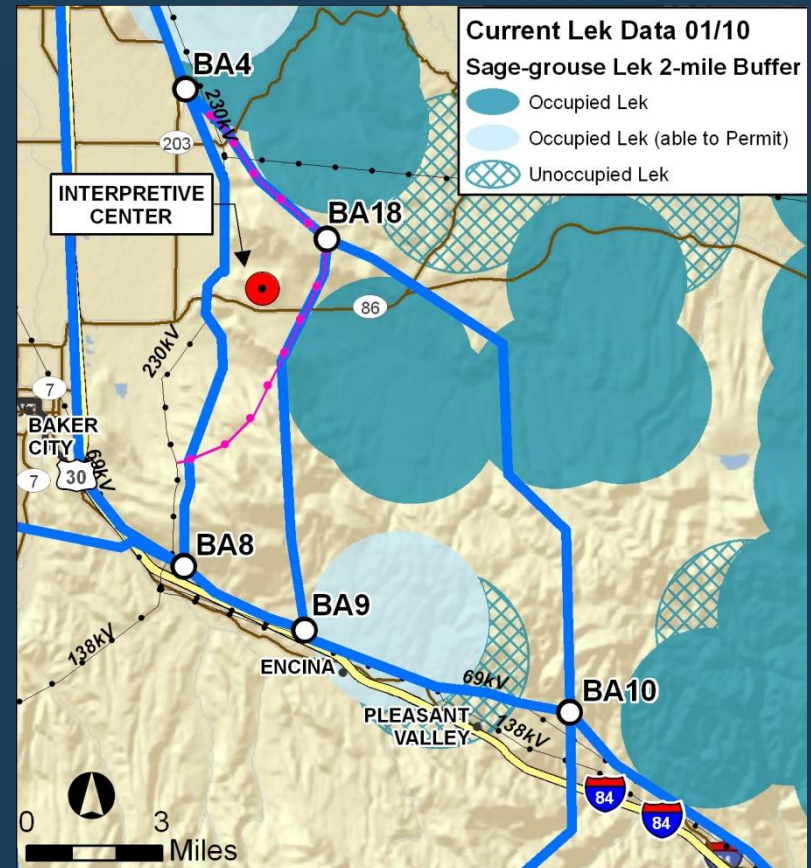 Current Lek Data 01/10
Sage-grouse Lek 2-mile Buffer
Occupied Lek
Occupied Lek (able to Permit)
Unoccupied Lek
BA4
230kV
203
INTERPRETIVE
CENTER
BA18
86
230kV
7
BAKER
CITY
69kV
7
30
BA8
BA9
138kV
ENCINA
69kV
BA10
PLEASANT
VALLEY
138kV
84
84
0 3
Miles